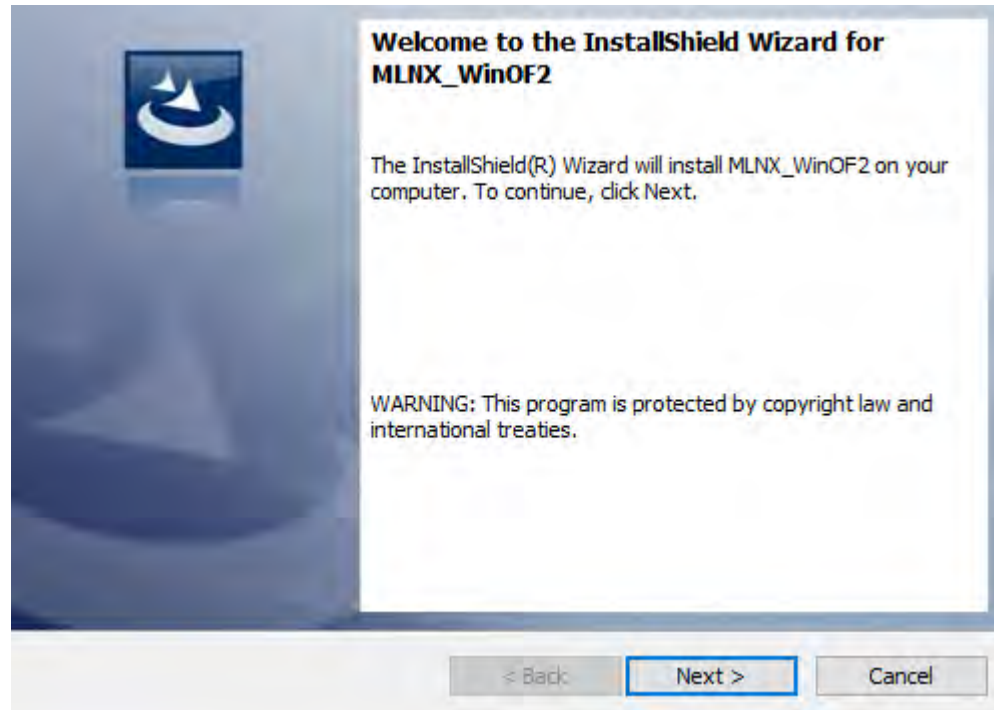 Welcome to the InstallShield Wizard for
MLNX_WinOF2
The InstallShield(R) Wizard will install MLNX_WinOF2 on your
computer. To continue, click Next.
WARNING: This program is protected by copyright law and
international treaties.
< Back
Next >
Cancel